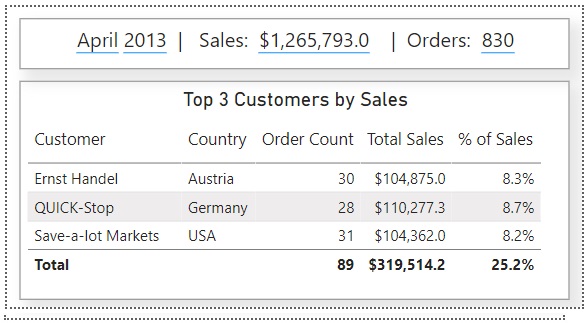 April 2013 | Sales: $1,265,793.0 | Orders: 830
Top 3 Customers by Sales
Customer Country Order Count Total Sales % of Sales
Ernst Handel Austria 30 $104,875.0 8.3%
QUICK-Stop Germany 28 $110,277.3 8.7%
Save-a-lot Markets USA 31 $104,362.0 8.2%
Total 89 $319,514.2 25.2%